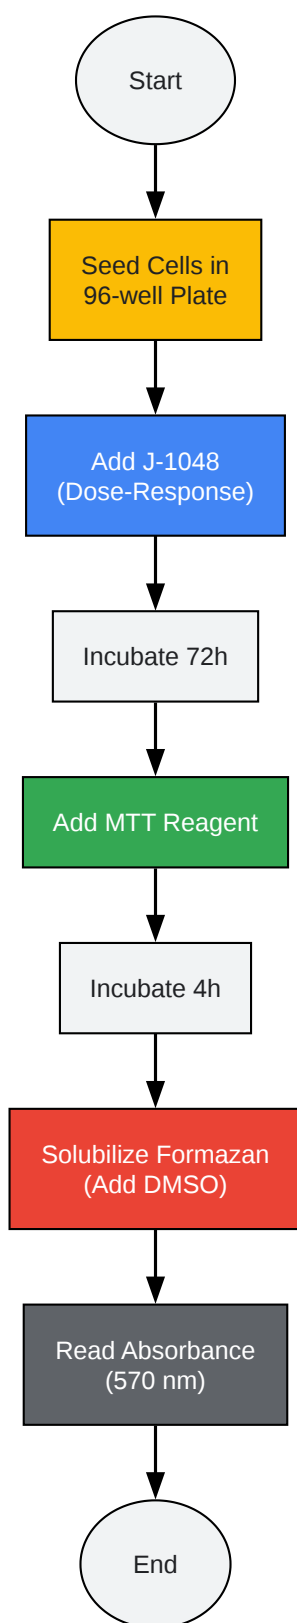 Start
Seed Cells in
96-well Plate
Add J-1048
(Dose-Response)
Incubate 72h
Add MTT Reagent
Incubate 4h
Solubilize Formazan
(Add DMSO)
Read Absorbance
(570 nm)
End